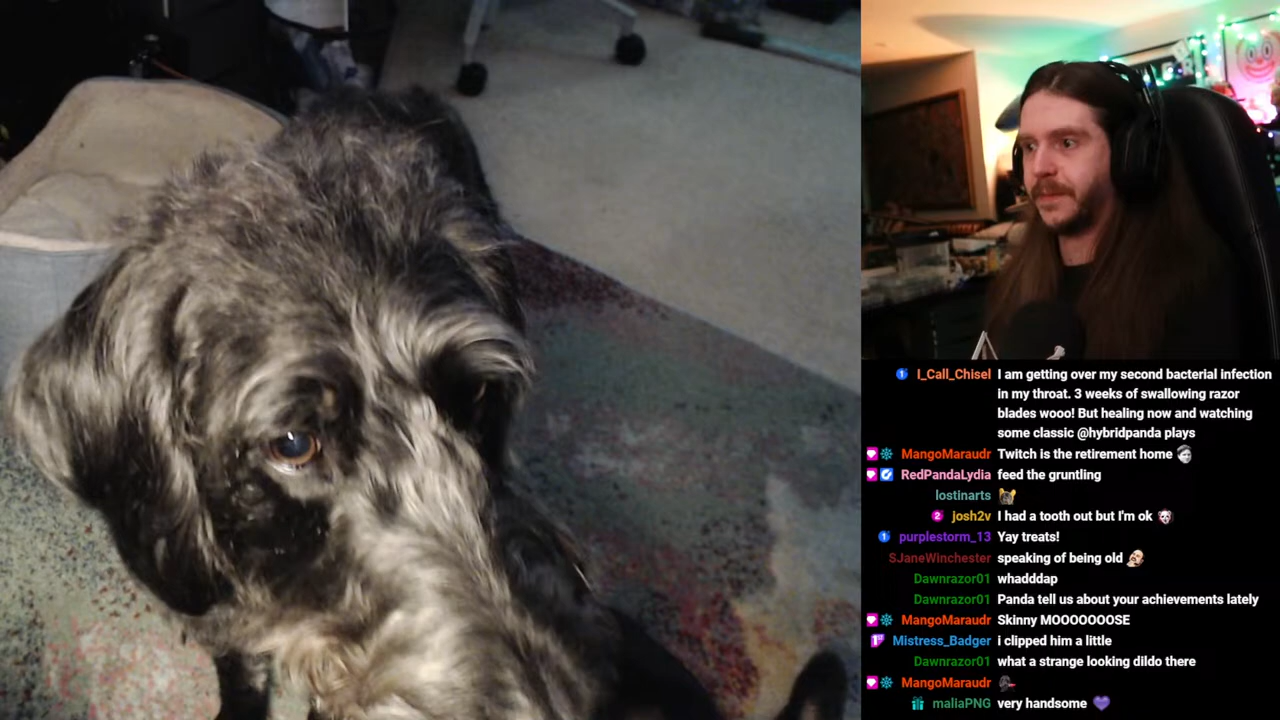 I_Call_Chisel I am getting over my second bacterial infection
in my throat. 3 weeks of swallowing razor
blades wooo! But healing now and watching
some classic @hybridpanda plays
MangoMaraudr Twitch is the retirement home
RedPandaLydia feed the gruntling
lostinarts
2 josh2v I had a tooth out but I'm ok
1 purplestorm_13 Yay treats!
SJaneWinchester speaking of being old
Dawnrazor01 whadddap
Dawnrazor01 Panda tell us about your achievements lately
MangoMaraudr Skinny MOOOOOOOSE
Mistress_Badger i clipped him a little
Dawnrazor01 what a strange looking dildo there
MangoMaraudr
maliaPNG very handsome